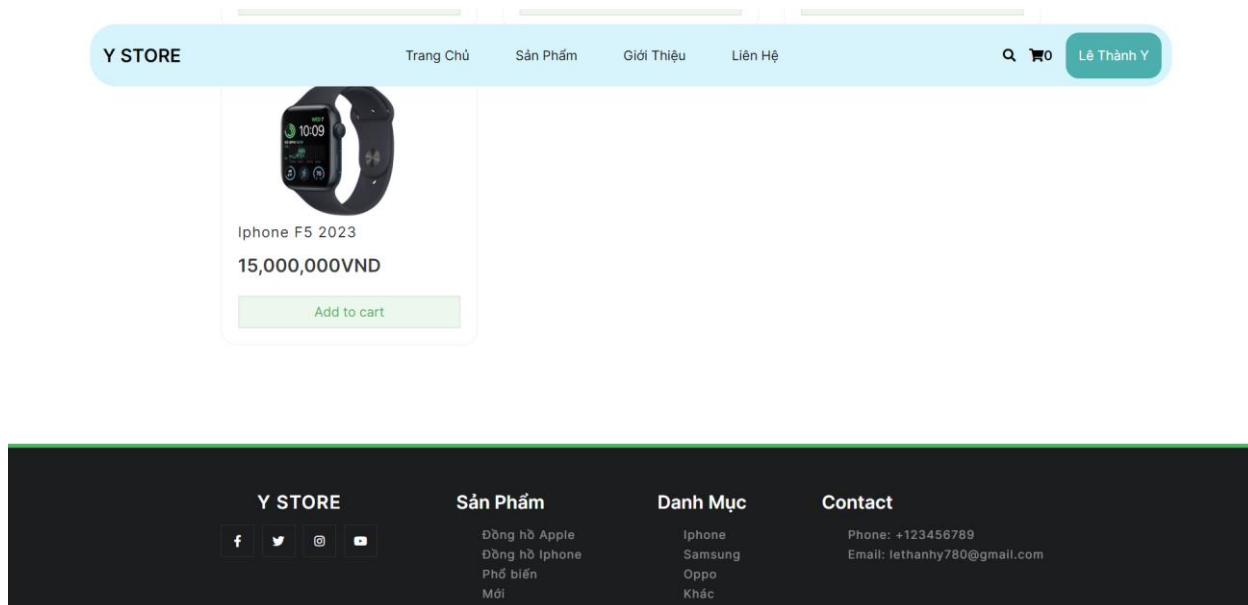 Y STORE
Trang Chủ Sản Phẩm Giới Thiệu Liên Hệ
0 Lê Thành Y
10:09
Iphone F5 2023
15,000,000VND
Add to cart
Y STORE
Sản Phẩm
Đồng hồ Apple
Đồng hồ Iphone
Phổ biến
Mới
Danh Mục
Iphone
Samsung
Oppo
Khác
Contact
Phone: +123456789
Email: lethanhy780@gmail.com